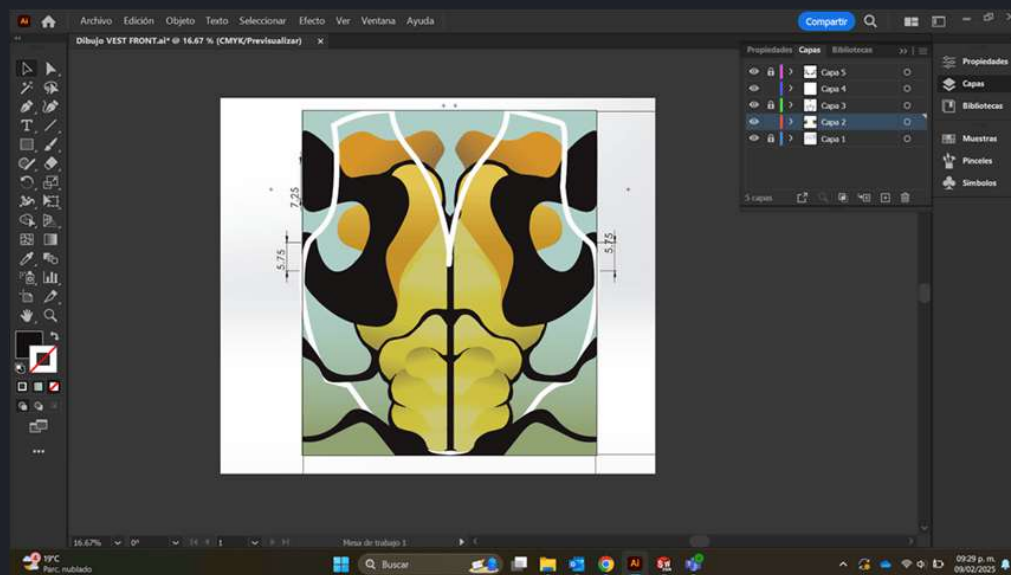 Ai Archivo Edición Objeto Texto Seleccionar Efecto Ver Ventana Ayuda Compartir
Dibujo VEST FRONT.ai* @ 16.67 % (CMYK/Previsualizar) ×
Propiedades Capas Bibliotecas
Capa 5
Capa 4
Capa 3
Capa 2
Capa 1
5 capas
Propiedades
Capas
Bibliotecas
Muestras
Pinceles
Símbolos
7.25
5.75
5.75
16.67% 0° 1 Mesa de trabajo 1
19°C
Parc. nublado
Buscar
Ai
SW
09:29 p. m.
09/02/2025